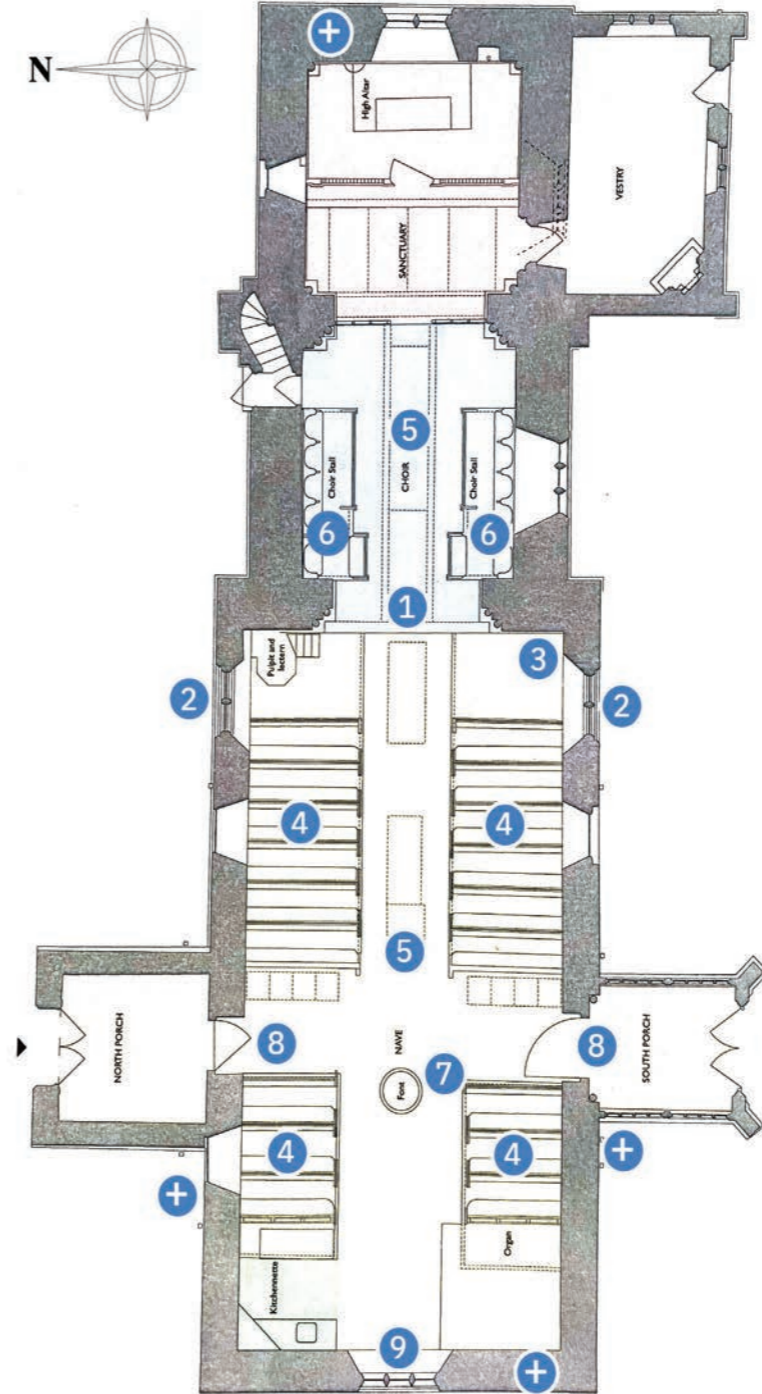 +
N
High Altar
VESTRY
SANCTUARY
5
CHOIR
Choir Stall
Choir Stall
6
6
1
Pulpit and
lectern
3
2
2
4
4
5
NORTH PORCH
8
NAVE
8
SOUTH PORCH
7
Font
4
4
+
+
Organ
Kitchennette
9
+